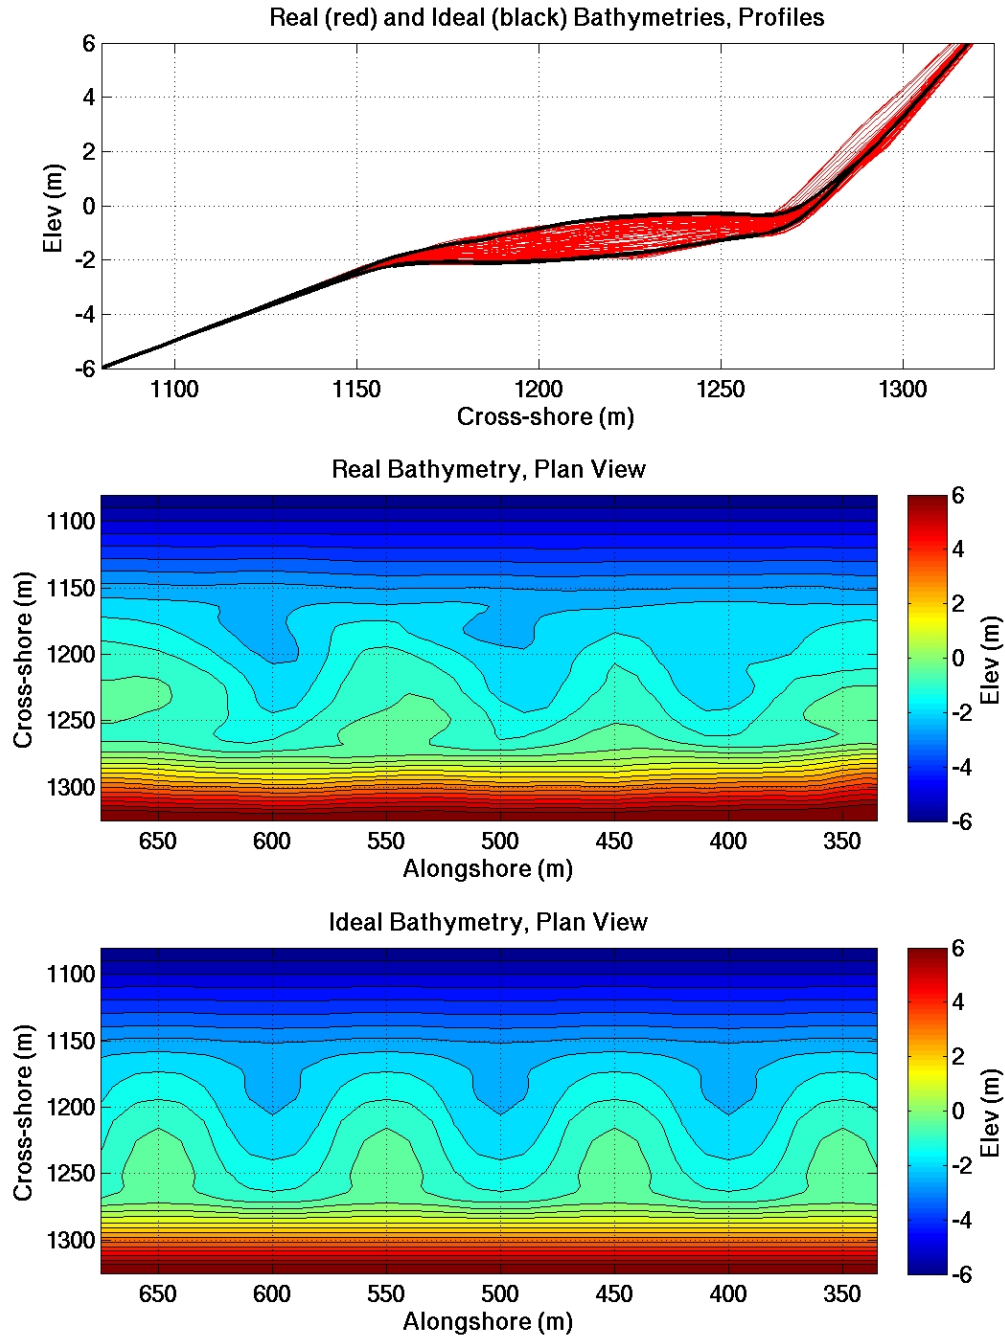 Real (red) and Ideal (black) Bathymetries, Profiles
6
4
2
0
-2
-4
-6
Elev (m)
1100 1150 1200 1250 1300
Cross-shore (m)
Real Bathymetry, Plan View
1100
1150
1200
1250
1300
Cross-shore (m)
650 600 550 500 450 400 350
Alongshore (m)
6
4
2
0
-2
-4
-6
Elev (m)
Ideal Bathymetry, Plan View
1100
1150
1200
1250
1300
Cross-shore (m)
650 600 550 500 450 400 350
Alongshore (m)
6
4
2
0
-2
-4
-6
Elev (m)